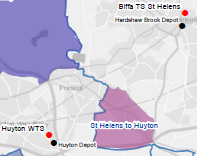 Biffa TS St Helens
Hardshaw Brook Depot
Prescot
St Helens to Huyton
Huyton WTS
Huyton Depot